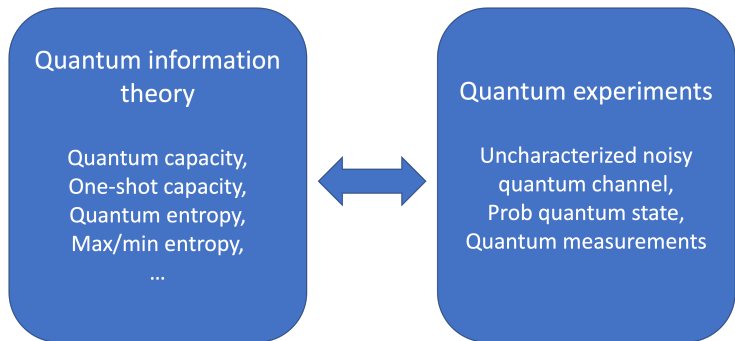 Quantum information
theory
Quantum capacity,
One-shot capacity,
Quantum entropy,
Max/min entropy,
...
Quantum experiments
Uncharacterized noisy
quantum channel,
Prob quantum state,
Quantum measurements